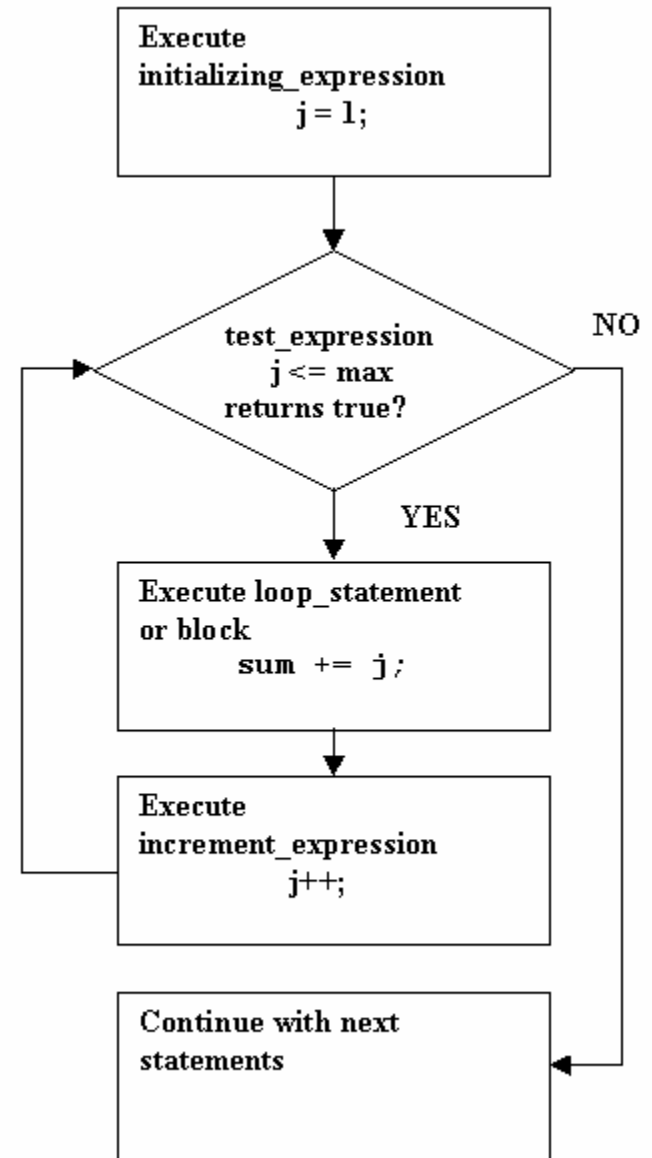 Execute
initializing_expression
j = 1;
test_expression
j <= max
returns true?
NO
YES
Execute loop_statement
or block
sum += j;
Execute
increment_expression
j++;
Continue with next
statements